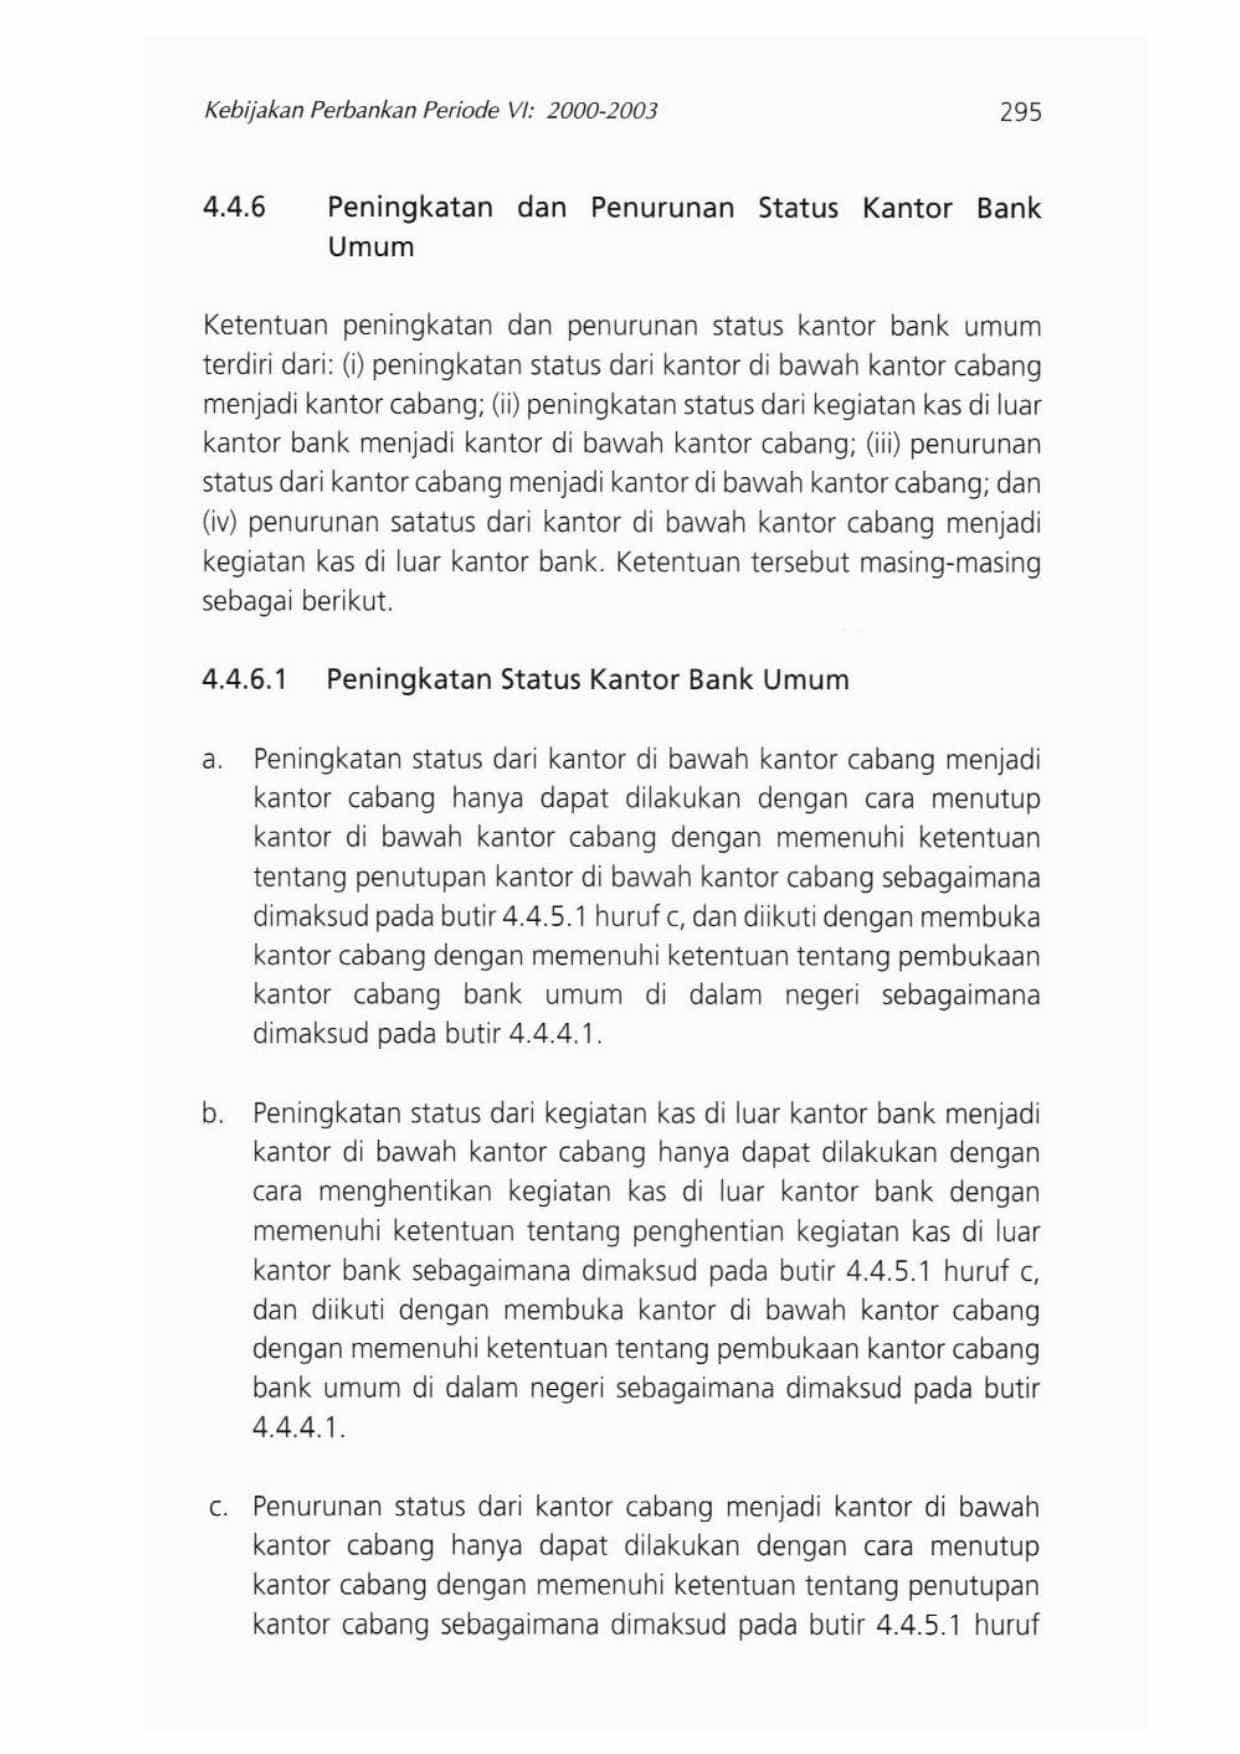 Kebijakan Perbankan Periode VI: 2000-2003 295
4.4.6 Peningkatan dan Penurunan Status Kantor Bank
Umum
Ketentuan peningkatan dan penurunan status kantor bank umum
terdiri dari: (i) peningkatan status dari kantor di bawah kantor cabang
menjadi kantor cabang; (ii) peningkatan status dari kegiatan kas di luar
kantor bank menjadi kantor di bawah kantor cabang; (iii) penurunan
status dari kantor cabang menjadi kantor di bawah kantor cabang; dan
(iv) penurunan satatus dari kantor di bawah kantor cabang menjadi
kegiatan kas di luar kantor bank. Ketentuan tersebut masing-masing
sebagai berikut.
4.4.6.1 Peningkatan Status Kantor Bank Umum
a. Peningkatan status dari kantor di bawah kantor cabang menjadi
kantor cabang hanya dapat dilakukan dengan cara menutup
kantor di bawah kantor cabang dengan memenuhi ketentuan
tentang penutupan kantor di bawah kantor cabang sebagaimana
dimaksud pada butir 4.4.5.1 huruf c, dan diikuti dengan membuka
kantor cabang dengan memenuhi ketentuan tentang pembukaan
kantor cabang bank umum di dalam negeri sebagaimana
dimaksud pada butir 4.4.4.1.
b. Peningkatan status dari kegiatan kas di luar kantor bank menjadi
kantor di bawah kantor cabang hanya dapat dilakukan dengan
cara menghentikan kegiatan kas di luar kantor bank dengan
memenuhi ketentuan tentang penghentian kegiatan kas di luar
kantor bank sebagaimana dimaksud pada butir 4.4.5.1 huruf c,
dan diikuti dengan membuka kantor di bawah kantor cabang
dengan memenuhi ketentuan tentang pembukaan kantor cabang
bank umum di dalam negeri sebagaimana dimaksud pada butir
4.4.4.1.
c. Penurunan status dari kantor cabang menjadi kantor di bawah
kantor cabang hanya dapat dilakukan dengan cara menutup
kantor cabang dengan memenuhi ketentuan tentang penutupan
kantor cabang sebagaimana dimaksud pada butir 4.4.5.1 huruf